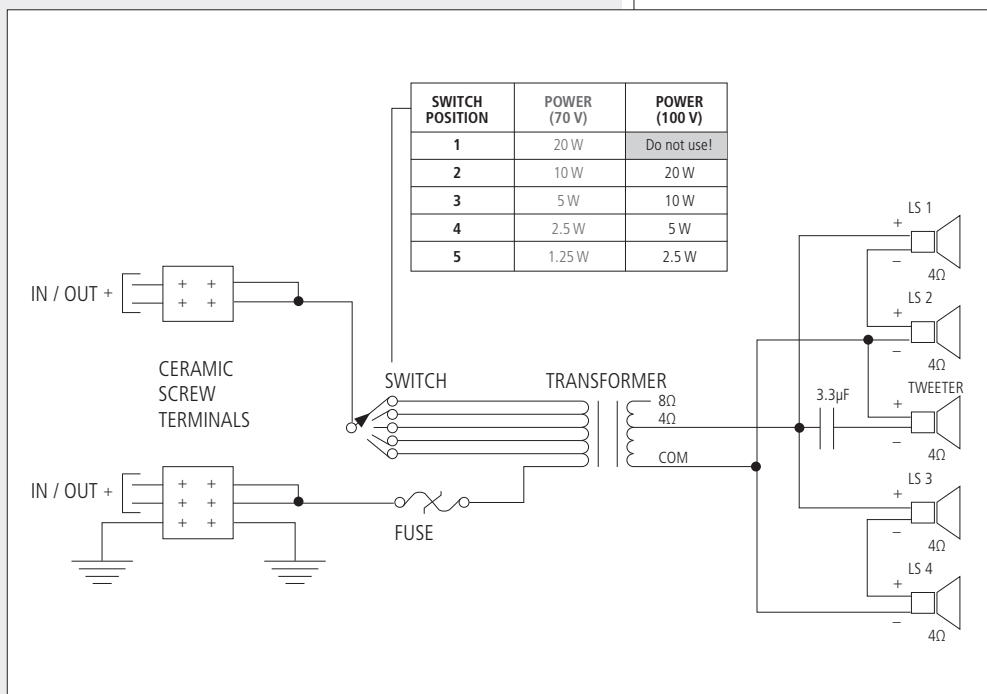 SWITCH POSITION POWER (70 V) POWER (100 V)
1 20 W Do not use!
2 10 W 20 W
3 5 W 10 W
4 2.5 W 5 W
5 1.25 W 2.5 W
IN / OUT +
+ +
+ +
CERAMIC
SCREW
TERMINALS
IN / OUT +
+ +
+ +
+ +
SWITCH
FUSE
TRANSFORMER
8Ω
4Ω
COM
3.3µF
LS 1
+
–
4Ω
LS 2
+
–
4Ω
TWEETER
+
–
4Ω
LS 3
+
–
4Ω
LS 4
+
–
4Ω